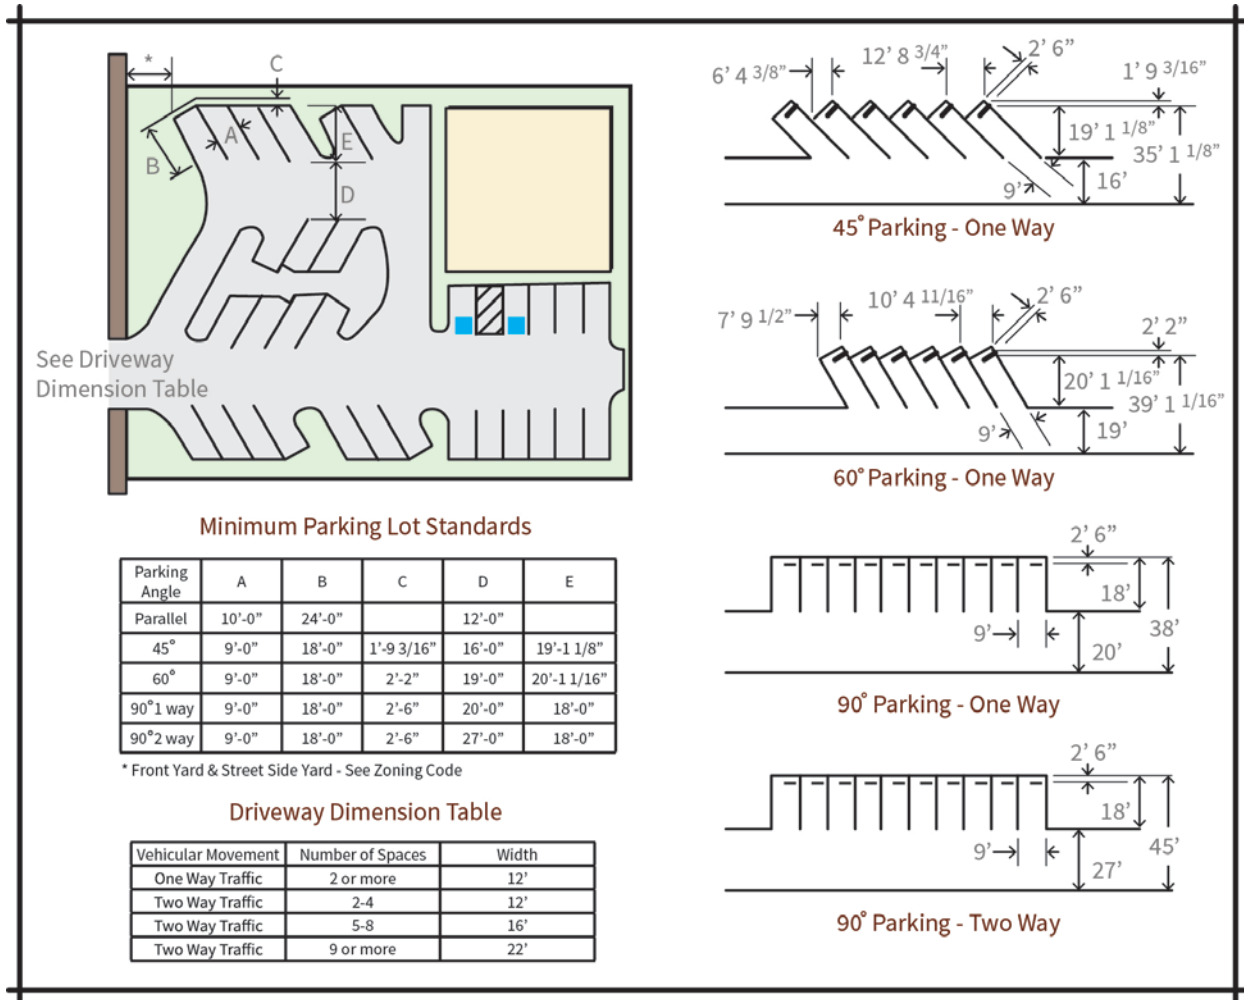 *
C
A
B
E
D
See Driveway
Dimension Table
Minimum Parking Lot Standards
Parking Angle A B C D E
Parallel 10'-0” 24'-0” 12'-0”
45° 9'-0” 18'-0” 1'-9 3/16” 16'-0” 19'-1 1/8”
60° 9'-0” 18'-0” 2'-2” 19'-0” 20'-1 1/16”
90°1 way 9'-0” 18'-0” 2'-6” 20'-0” 18'-0”
90°2 way 9'-0” 18'-0” 2'-6” 27'-0” 18'-0”
* Front Yard & Street Side Yard - See Zoning Code
Driveway Dimension Table
Vehicular Movement Number of Spaces Width
One Way Traffic 2 or more 12'
Two Way Traffic 2-4 12'
Two Way Traffic 5-8 16'
Two Way Traffic 9 or more 22'
6' 4 3/8”
12' 8 3/4”
2' 6”
1' 9 3/16”
19' 1 1/8”
35' 1 1/8”
9'
16'
45° Parking - One Way
7' 9 1/2”
10' 4 11/16”
2' 6”
2' 2”
20' 1 1/16”
39' 1 1/16”
9'
19'
60° Parking - One Way
2' 6”
18'
9'
38'
20'
90° Parking - One Way
2' 6”
18'
9'
45'
27'
90° Parking - Two Way